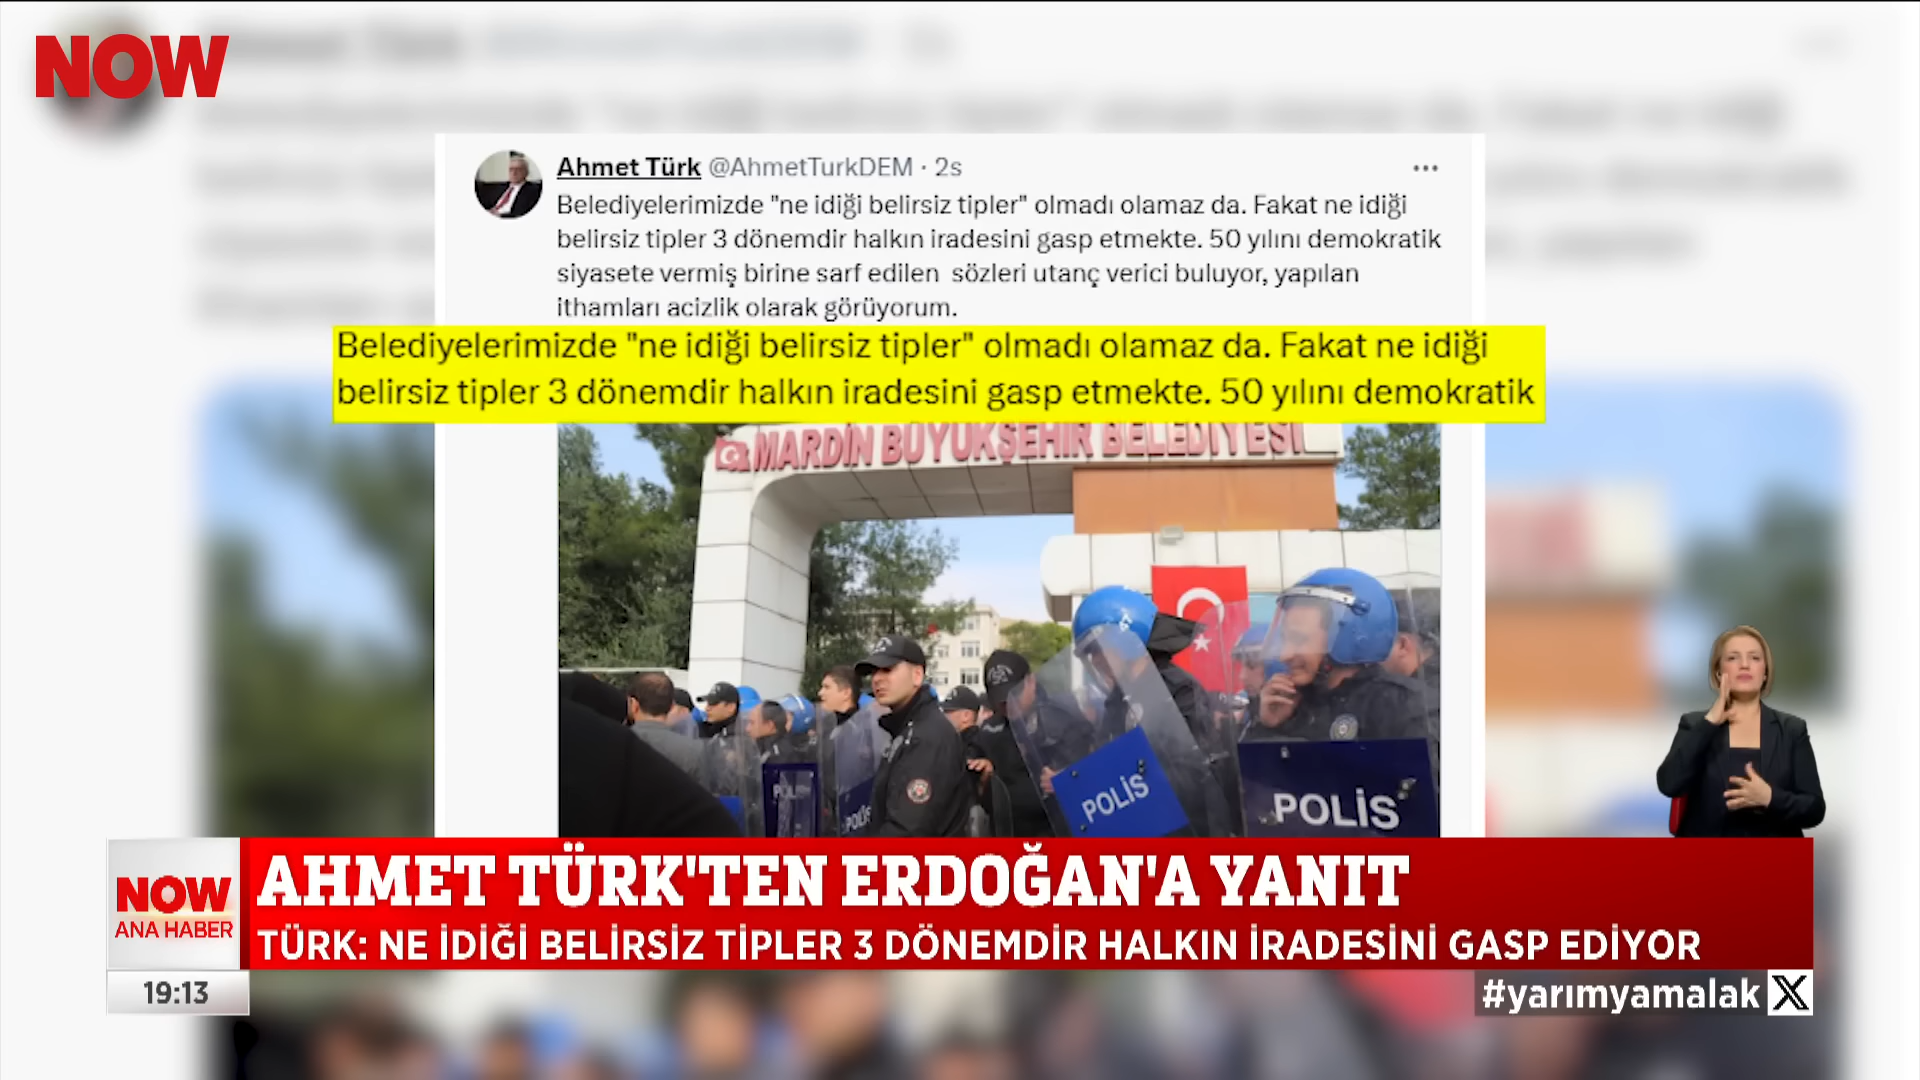 NOW
Ahmet Türk @AhmetTurkDEM · 2s
Belediyelerimizde "ne idiği belirsiz tipler" olmadı olamaz da. Fakat ne idiği
belirsiz tipler 3 dönemdir halkın iradesini gasp etmekte. 50 yılını demokratik
siyasete vermiş birine sarf edilen sözleri utanç verici buluyor, yapılan
ithamları acizlik olarak görüyorum.
Belediyelerimizde "ne idiği belirsiz tipler" olmadı olamaz da. Fakat ne idiği
belirsiz tipler 3 dönemdir halkın iradesini gasp etmekte. 50 yılını demokratik
MARDİN BÜYÜKŞEHİR BELEDİYESİ
POLİS
POLİS
POLİS
POLİS
NOW
ANA HABER
AHMET TÜRK'TEN ERDOĞAN'A YANIT
TÜRK: NE İDİĞİ BELİRSİZ TİPLER 3 DÖNEMDİR HALKIN İRADESİNİ GASP EDİYOR
19:13
#yarımyamalak X